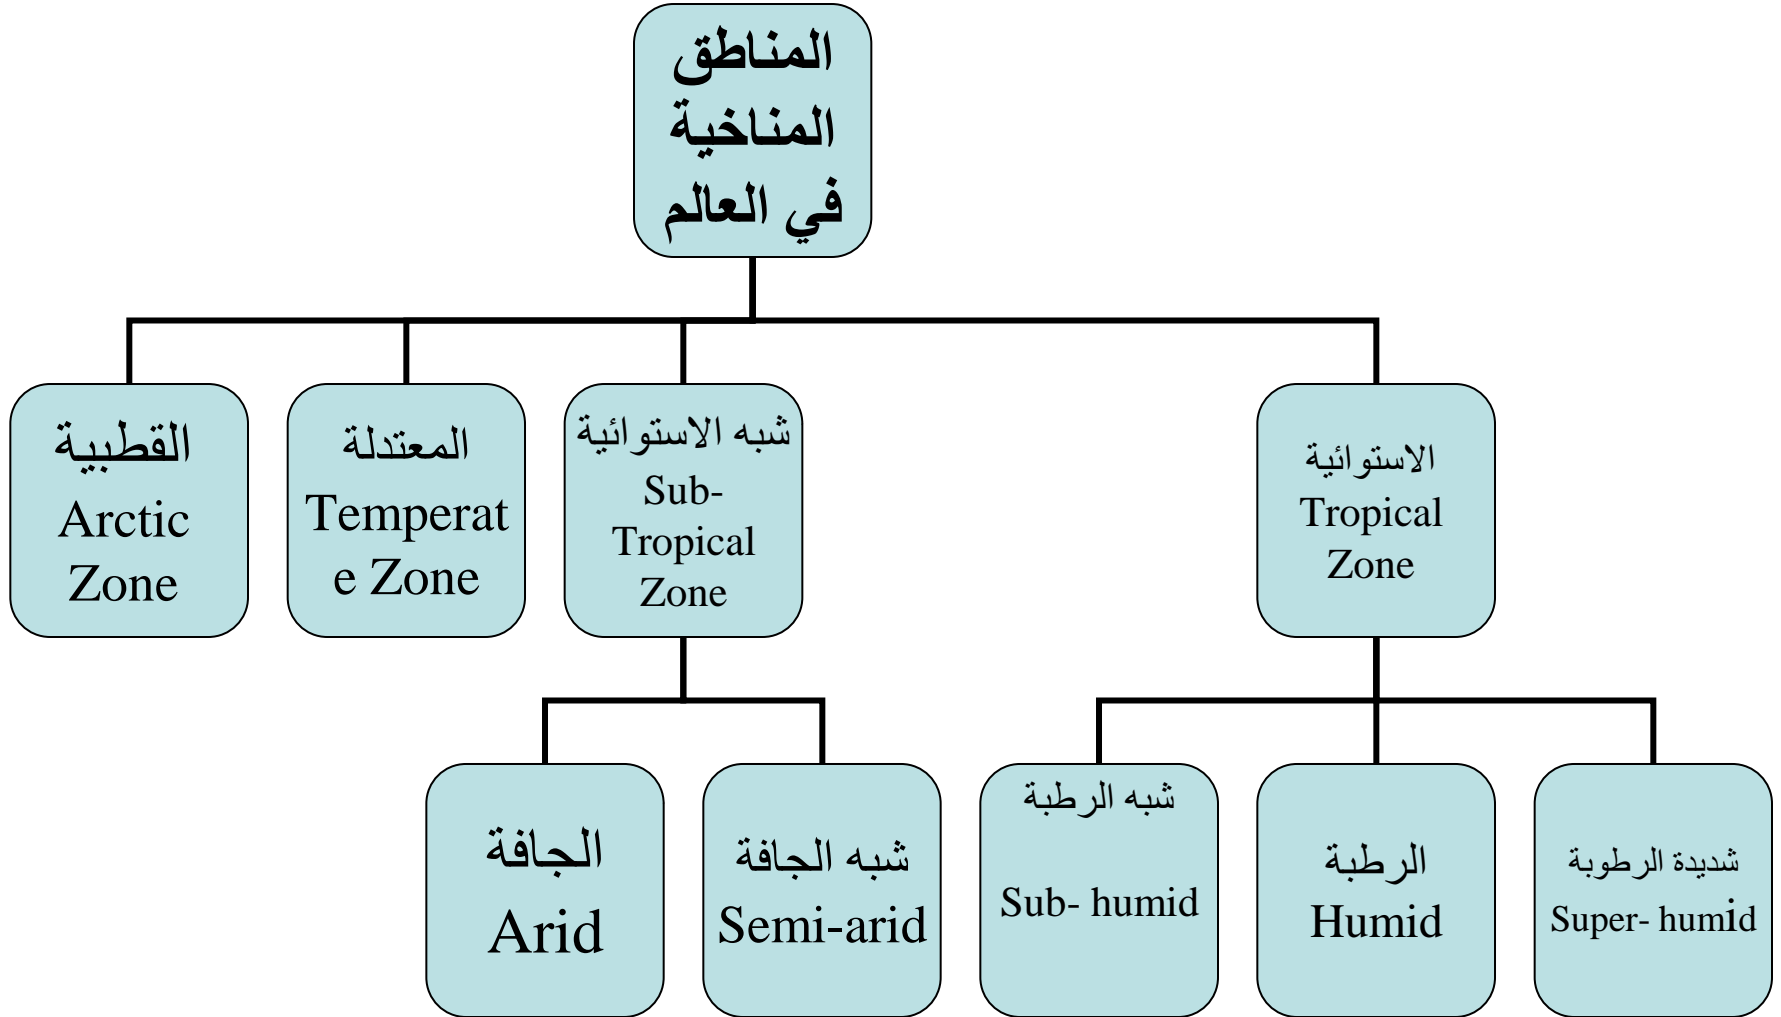 المناطق
المناخية
في العالم
الاستوائية
Tropical
Zone
شبه الاستوائية
Sub-
Tropical
Zone
المعتدلة
Temperat
e Zone
القطبية
Arctic
Zone
شديدة الرطوبة
Super- humid
الرطبة
Humid
شبه الرطبة
Sub- humid
شبه الجافة
Semi-arid
الجافة
Arid